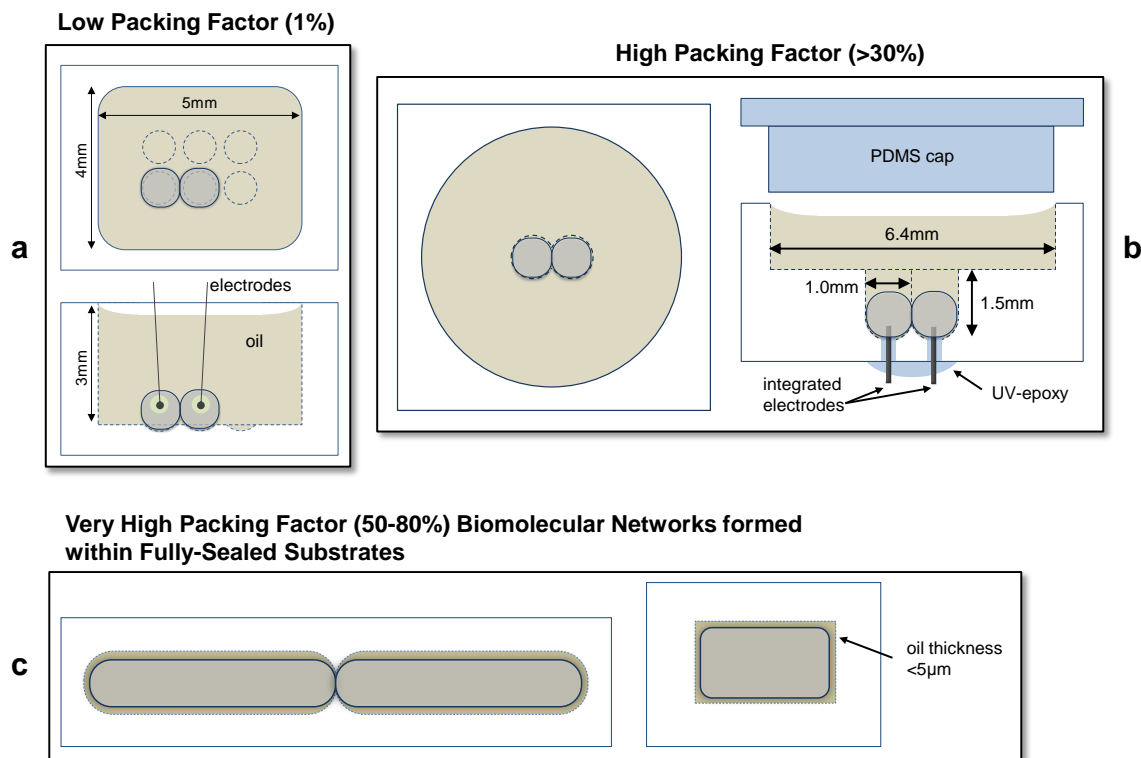 Low Packing Factor (1%)
High Packing Factor (>30%)
a
5mm
4mm
electrodes
oil
3mm
PDMS cap
6.4mm
b
1.0mm
1.5mm
integrated
electrodes
UV-epoxy
Very High Packing Factor (50-80%) Biomolecular Networks formed
within Fully-Sealed Substrates
c
oil thickness
<5μm